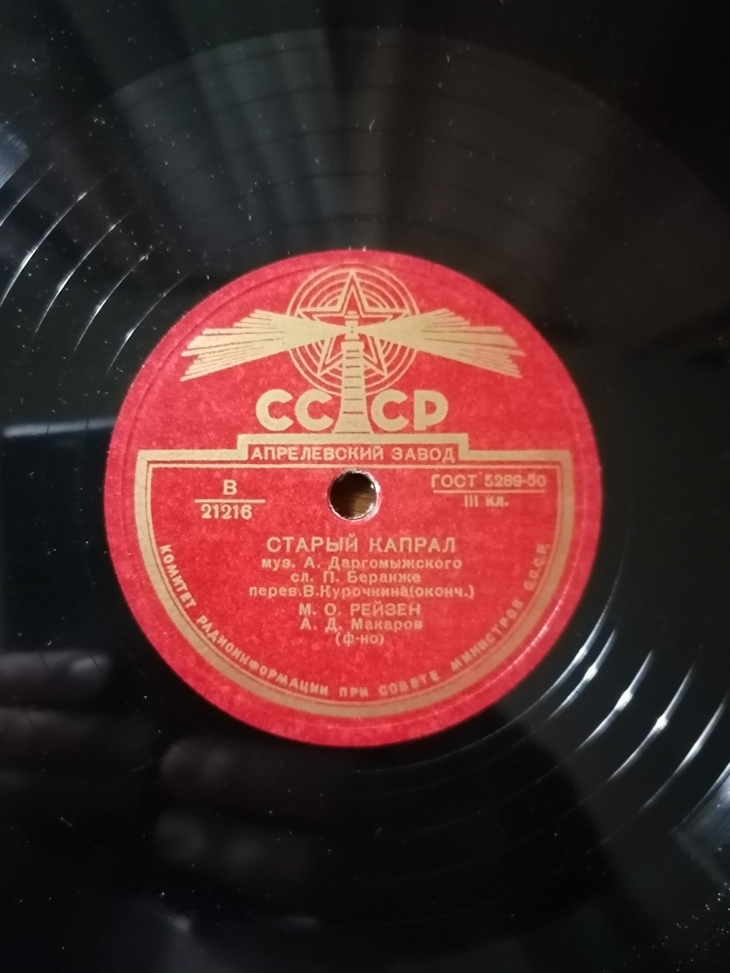 СССР
АПРЕЛЕВСКИЙ ЗАВОД
В
21216
ГОСТ 5289-50
III кл.
СТАРЫЙ КАПРАЛ
муз. А. Даргомыжского
сл. П. Беранже
перев. В. Курочкина (оконч.)
М. О. РЕЙЗЕН
А. Д. Макаров
(ф-но)
КОМИТЕТ РАДИОИНФОРМАЦИИ ПРИ СОВЕТЕ МИНИСТРОВ СССР